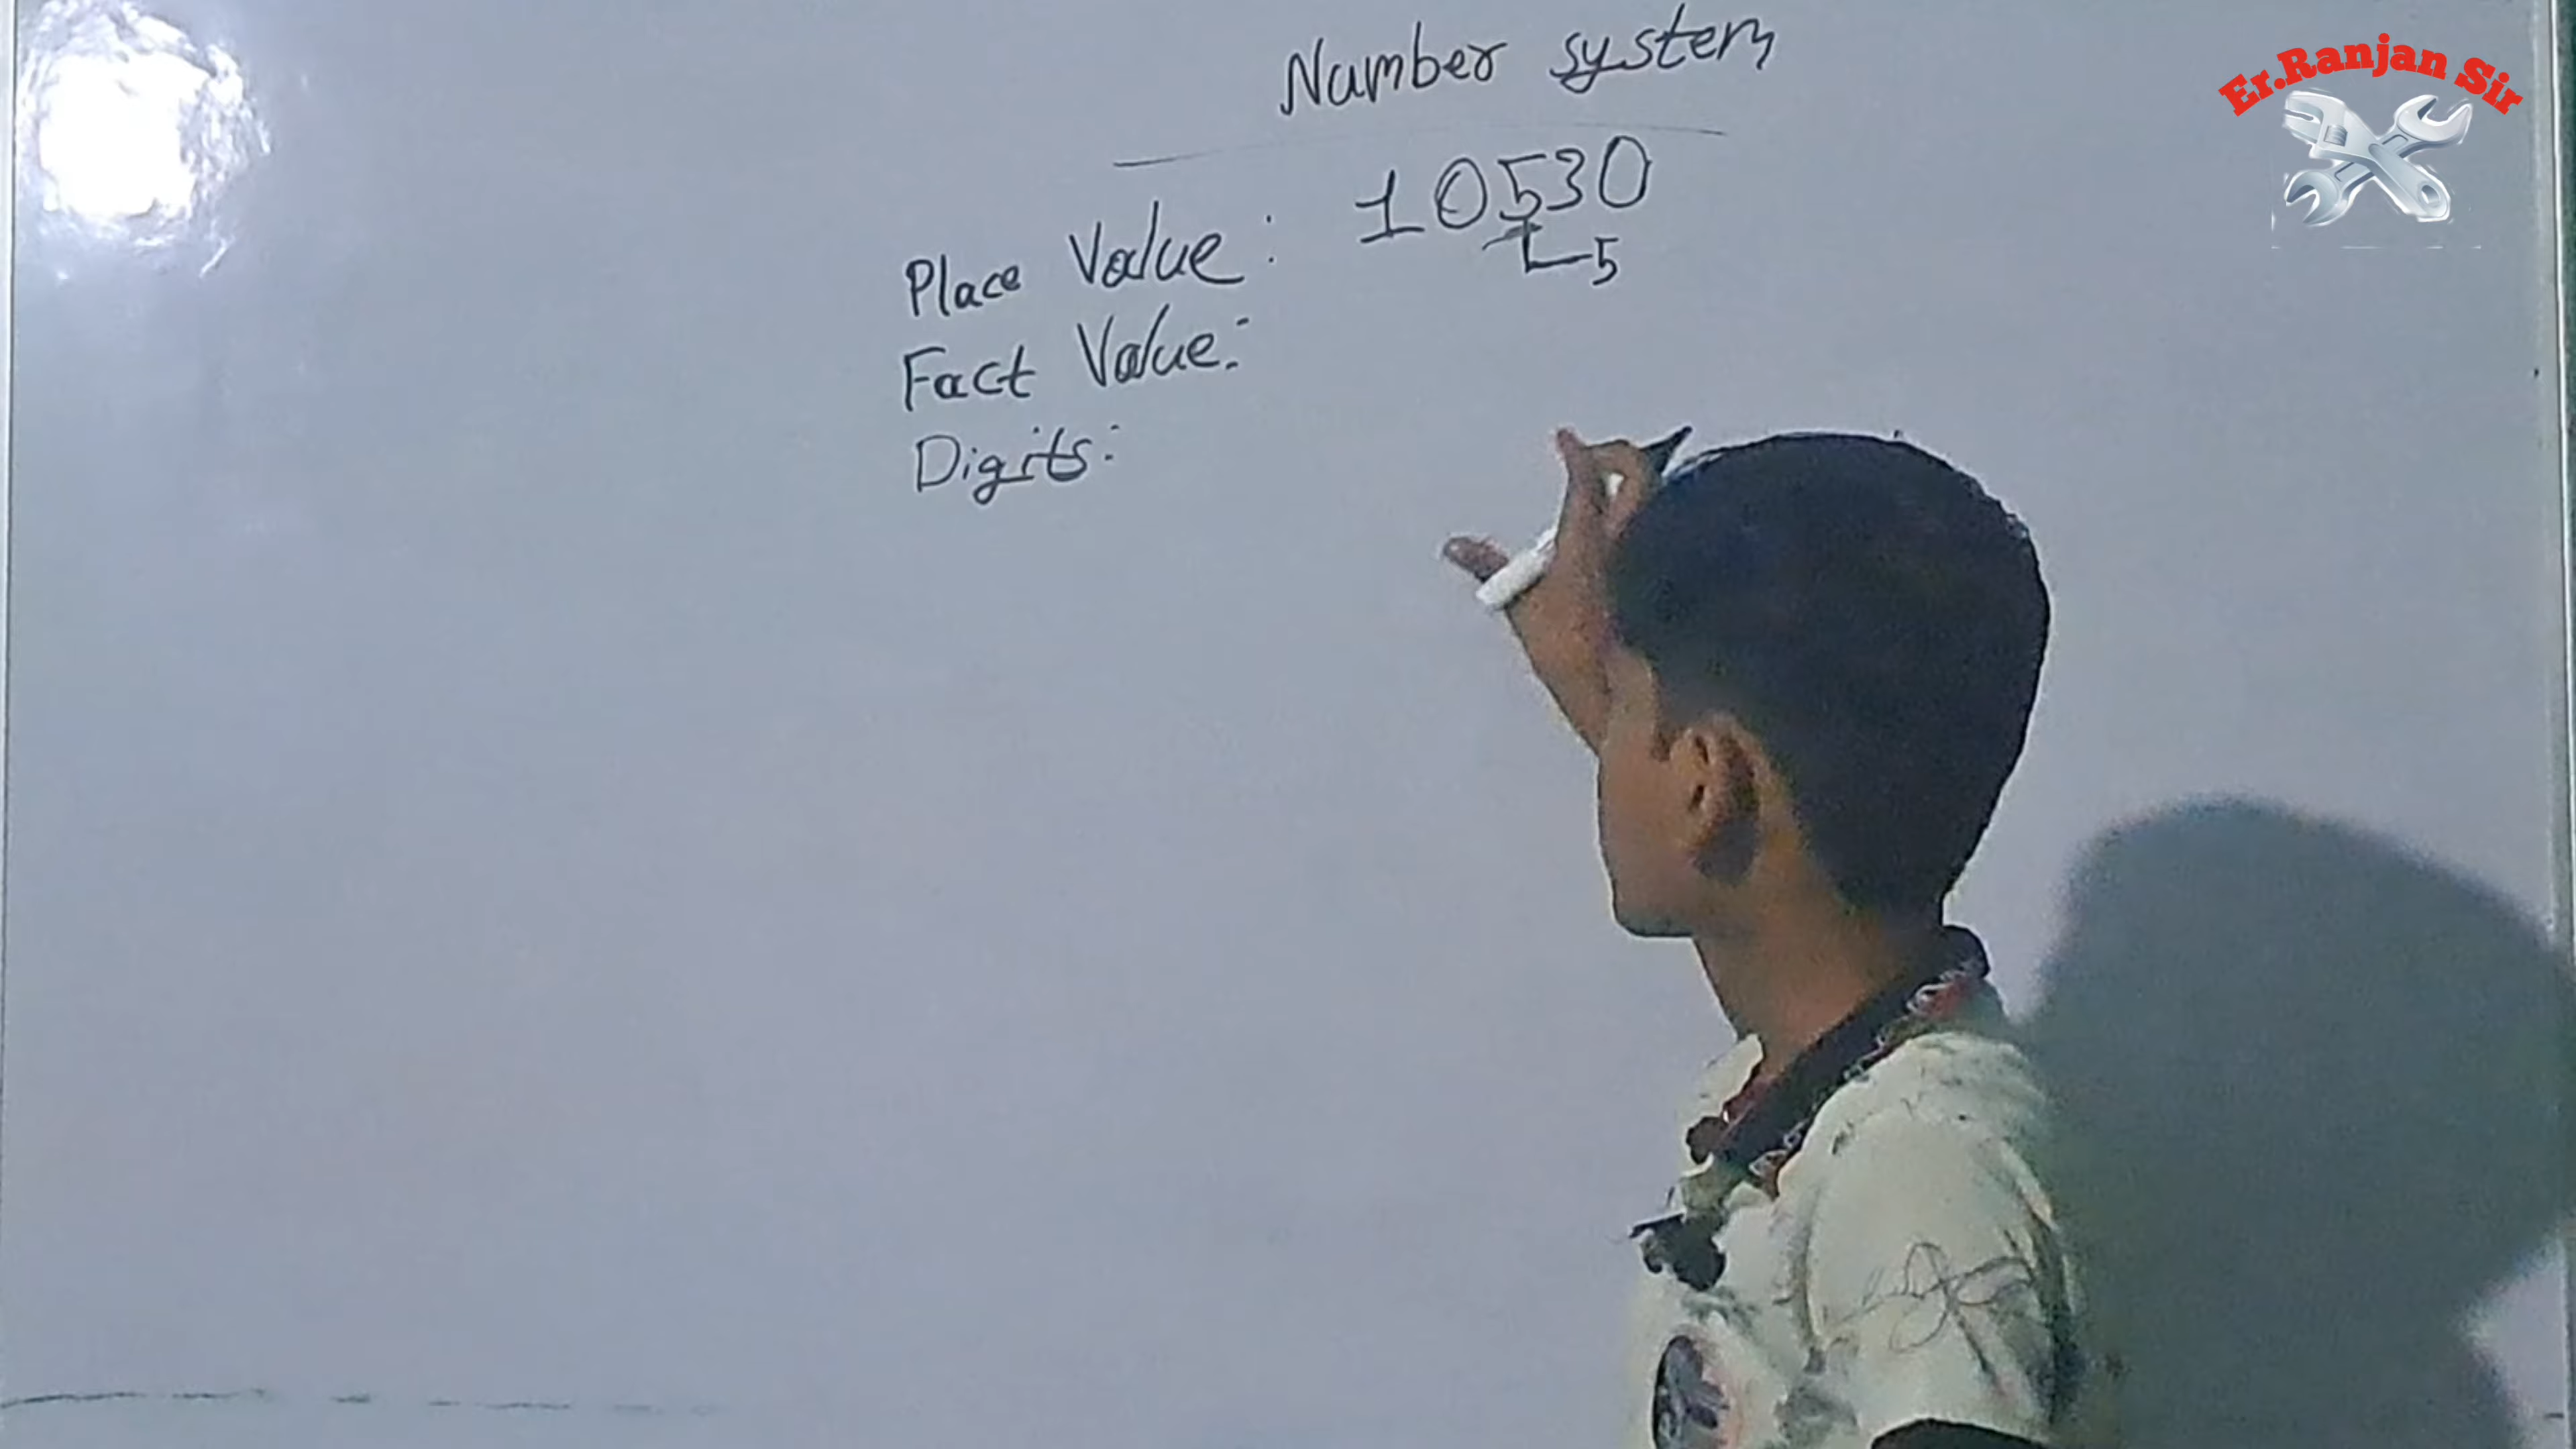 Number system
Er.Ranjan Sir
Place Value: 10530
5
Fact Value:
Digits: